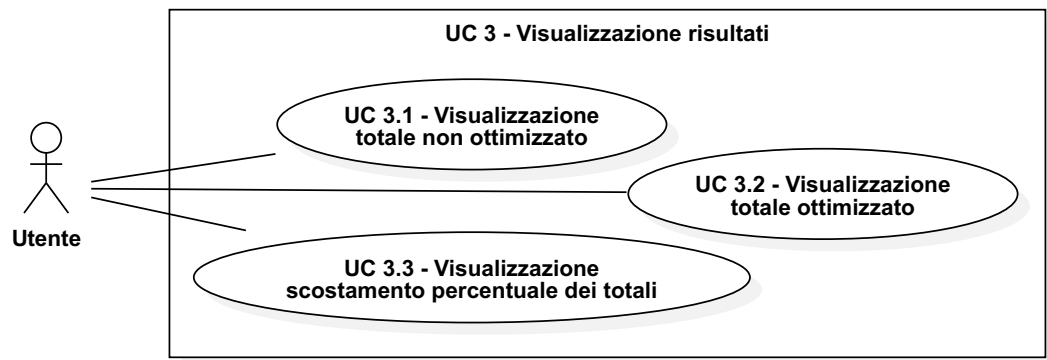 UC 3 - Visualizzazione risultati
UC 3.1 - Visualizzazione
totale non ottimizzato
UC 3.2 - Visualizzazione
totale ottimizzato
Utente
UC 3.3 - Visualizzazione
scostamento percentuale dei totali